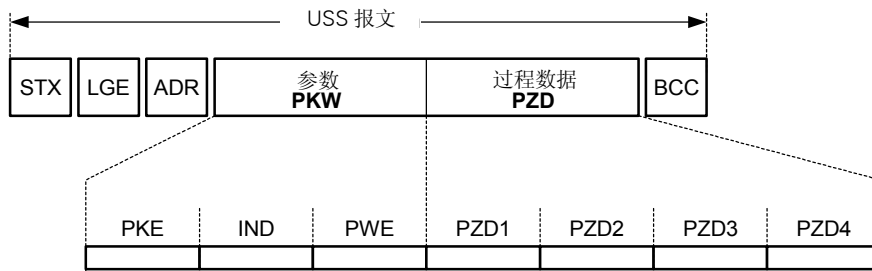 USS 报文
STX LGE ADR 参数 过程数据 BCC
PKW PZD
PKE IND PWE PZD1 PZD2 PZD3 PZD4